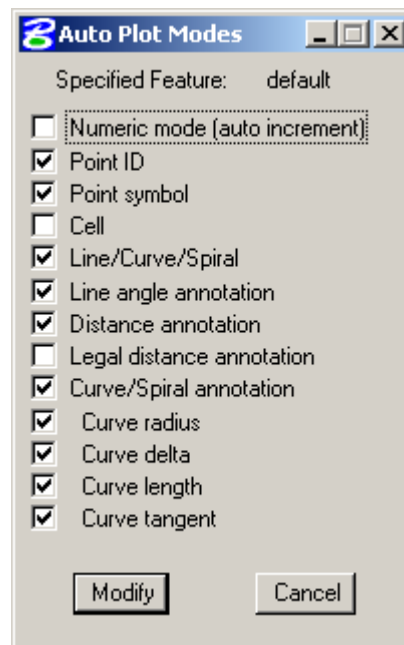 Auto Plot Modes
Specified Feature: default
Numeric mode (auto increment)
Point ID
Point symbol
Cell
Line/Curve/Spiral
Line angle annotation
Distance annotation
Legal distance annotation
Curve/Spiral annotation
Curve radius
Curve delta
Curve length
Curve tangent
Modify Cancel